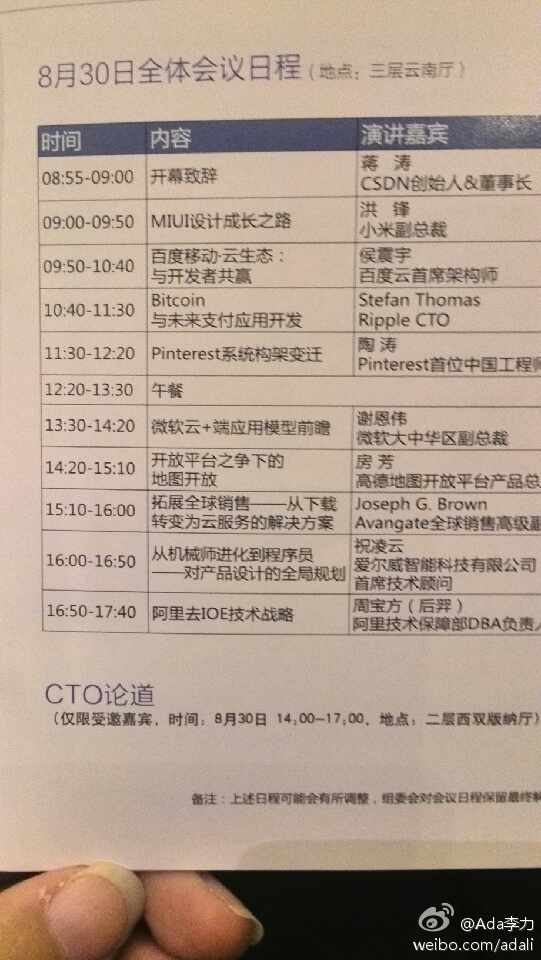 8月30日全体会议日程（地点：三层云南厅）
时间 内容 演讲嘉宾
08:55-09:00 开幕致辞 蒋 涛
CSDN创始人&董事长
09:00-09:50 MIUI设计成长之路 洪 锋
小米副总裁
09:50-10:40 百度移动·云生态：
与开发者共赢
侯震宇
百度云首席架构师
10:40-11:30 Bitcoin
与未来支付应用开发
Stefan Thomas
Ripple CTO
11:30-12:20 Pinterest系统构架变迁 陶 涛
Pinterest首位中国工程师
12:20-13:30 午餐
13:30-14:20 微软云+端应用模型前瞻 谢恩伟
微软大中华区副总裁
14:20-15:10 开放平台之争下的
地图开放
房 芳
高德地图开放平台产品总
15:10-16:00 拓展全球销售——从下载
转变为云服务的解决方案
Joseph G. Brown
Avangate全球销售高级副
16:00-16:50 从机械师进化到程序员
——对产品设计的全局规划
祝凌云
爱尔威智能科技有限公司
首席技术顾问
16:50-17:40 阿里去IOE技术战略 周宝方（后羿）
阿里技术保障部DBA负责人
CTO论道
（仅限受邀嘉宾，时间：8月30日 14:00-17:00，地点：二层西双版纳厅）
备注：上述日程可能会有所调整，组委会对会议日程保留最终解
@Ada李力
weibo.com/adali